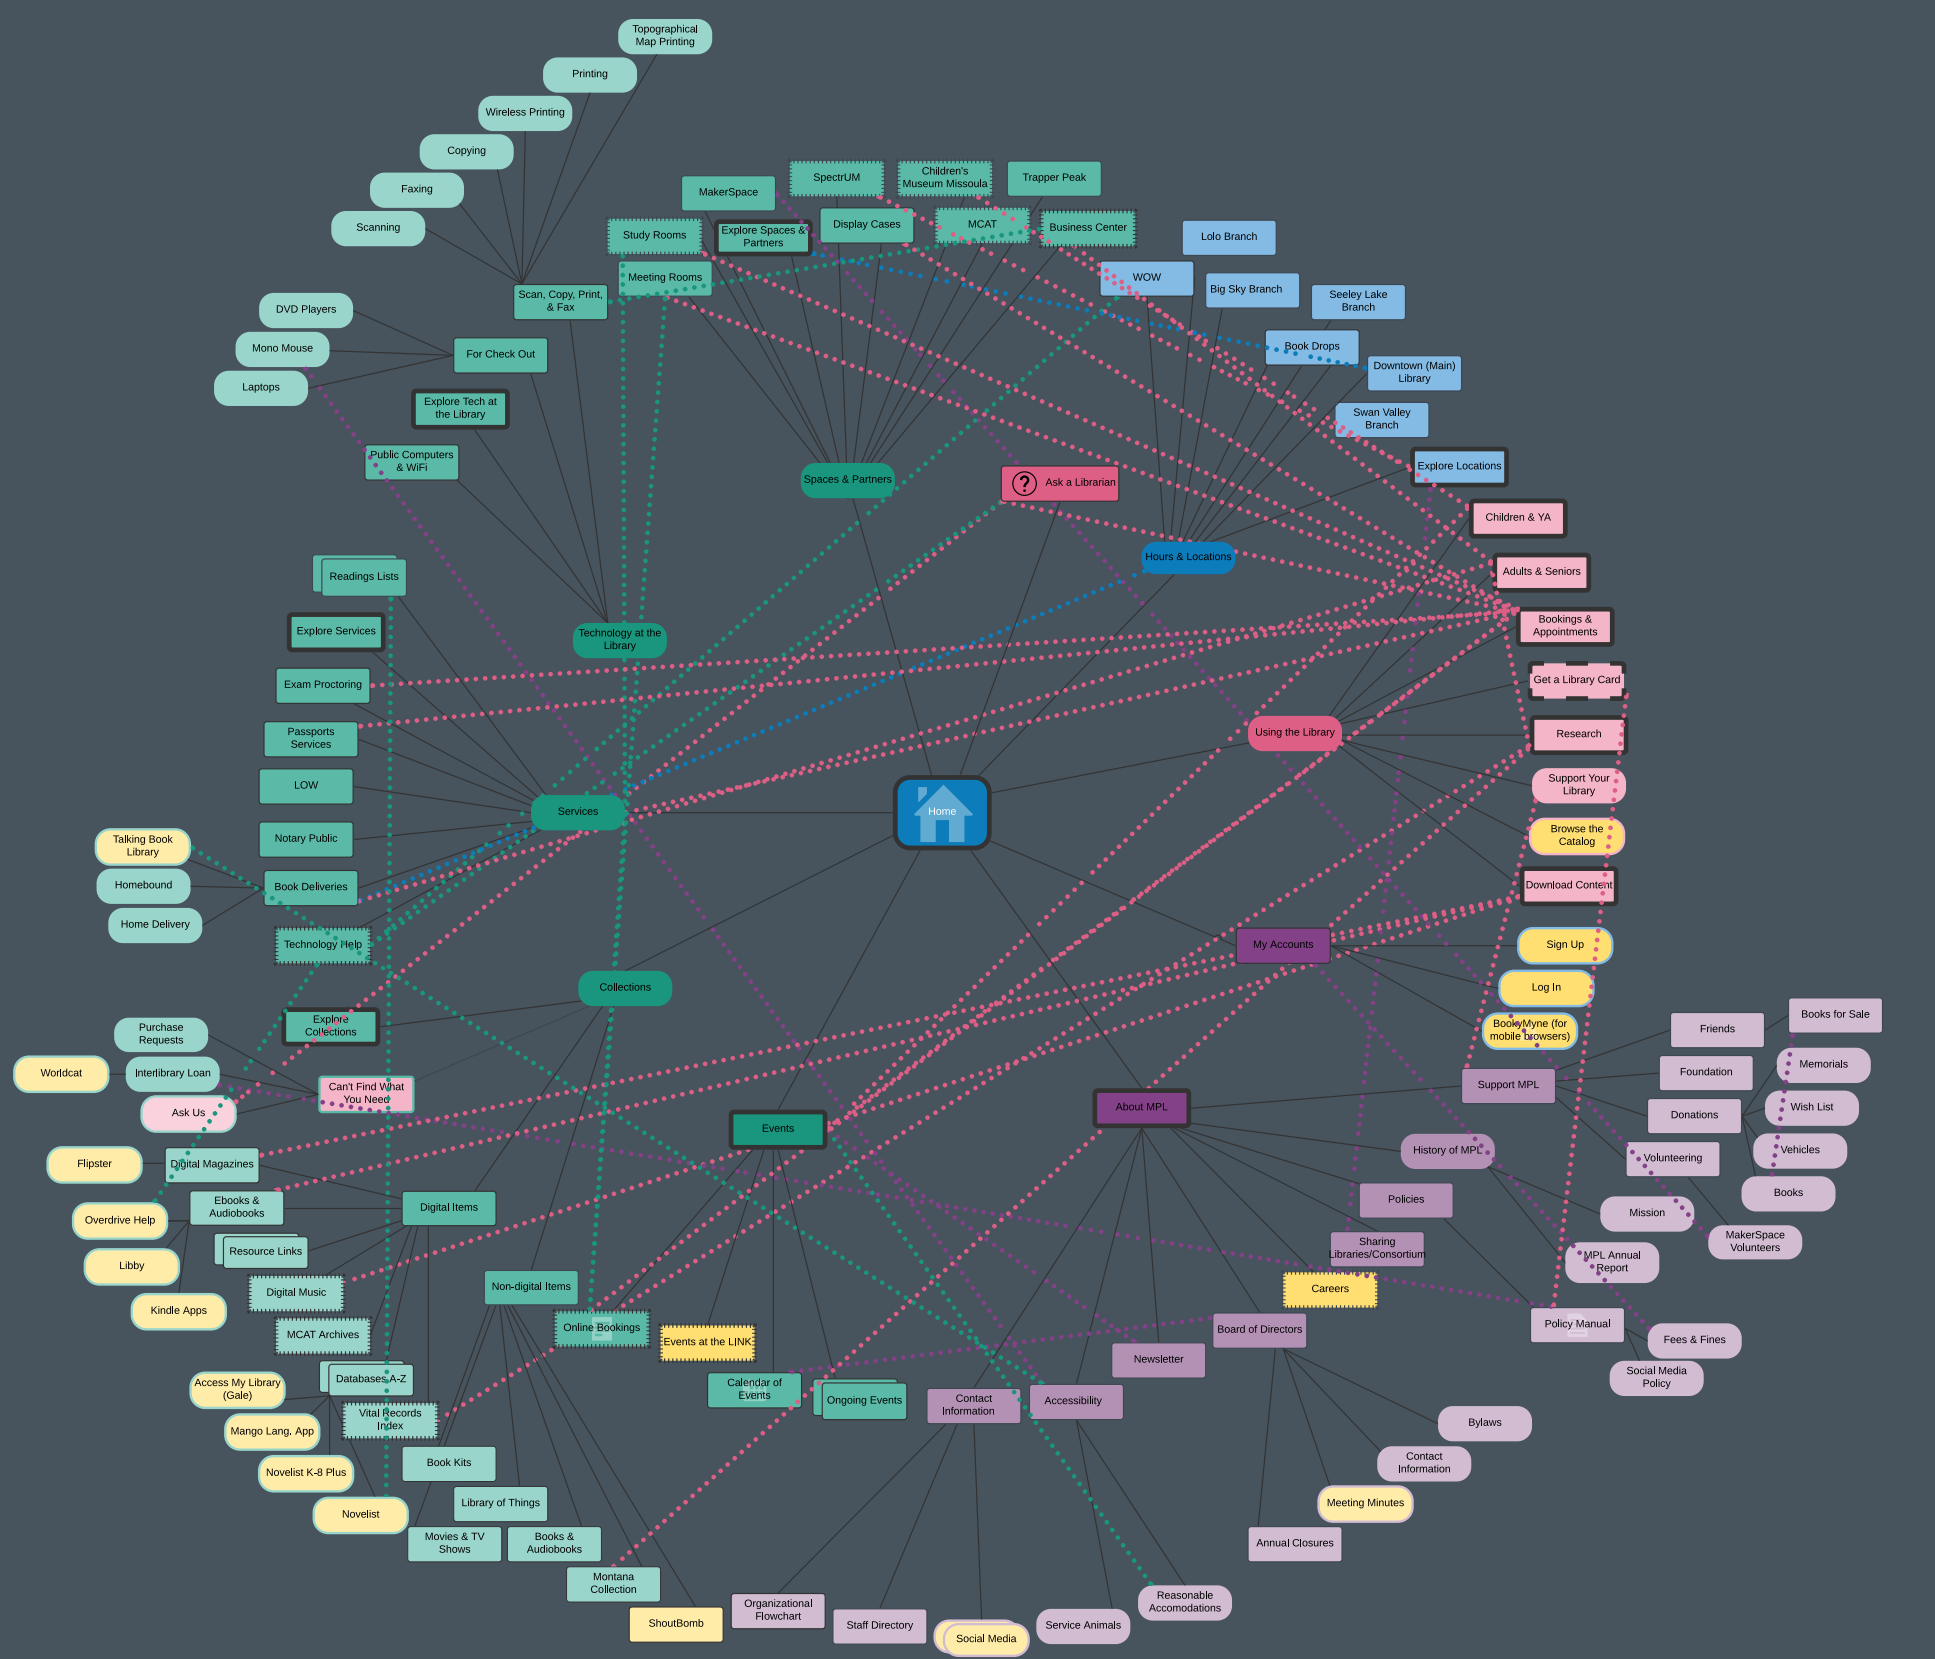 Topographical
Map Printing
Printing
Wireless Printing
Copying
Faxing
Scanning
DVD Players
Mono Mouse
Laptops
Scan, Copy, Print,
& Fax
For Check Out
Explore Tech at
the Library
Public Computers
& WiFi
Technology at the
Library
MakerSpace
SpectrUM
Children's
Museum Missoula
Trapper Peak
Study Rooms
Explore Spaces &
Partners
Display Cases
MCAT
Business Center
Meeting Rooms
Spaces & Partners
Ask a Librarian
Lolo Branch
WOW
Big Sky Branch
Seeley Lake
Branch
Book Drops
Downtown (Main)
Library
Swan Valley
Branch
Explore Locations
Hours & Locations
Children & YA
Adults & Seniors
Bookings &
Appointments
Get a Library Card
Research
Support Your
Library
Browse the
Catalog
Download Content
Using the Library
Readings Lists
Explore Services
Exam Proctoring
Passports
Services
LOW
Notary Public
Book Deliveries
Technology Help
Talking Book
Library
Homebound
Home Delivery
Services
Home
My Accounts
Sign Up
Log In
BookyMyne (for
mobile browsers)
Collections
Explore
Collections
Purchase
Requests
Interlibrary Loan
Worldcat
Ask Us
Can't Find What
You Need
Flipster
Digital Magazines
Overdrive Help
Ebooks &
Audiobooks
Libby
Kindle Apps
Resource Links
Digital Items
Digital Music
MCAT Archives
Databases A-Z
Access My Library
(Gale)
Mango Lang. App
Novelist K-8 Plus
Novelist
Vital Records
Index
Non-digital Items
Book Kits
Library of Things
Movies & TV
Shows
Books &
Audiobooks
Montana
Collection
ShoutBomb
Events
Online Bookings
Events at the LINK
Calendar of
Events
Ongoing Events
About MPL
Support MPL
Friends
Books for Sale
Foundation
Memorials
Donations
Wish List
Vehicles
Books
Volunteering
MakerSpace
Volunteers
History of MPL
Mission
MPL Annual
Report
Policies
Policy Manual
Fees & Fines
Social Media
Policy
Sharing
Libraries/Consortium
Careers
Board of Directors
Bylaws
Contact
Information
Meeting Minutes
Annual Closures
Newsletter
Accessibility
Reasonable
Accomodations
Service Animals
Contact
Information
Organizational
Flowchart
Staff Directory
Social Media